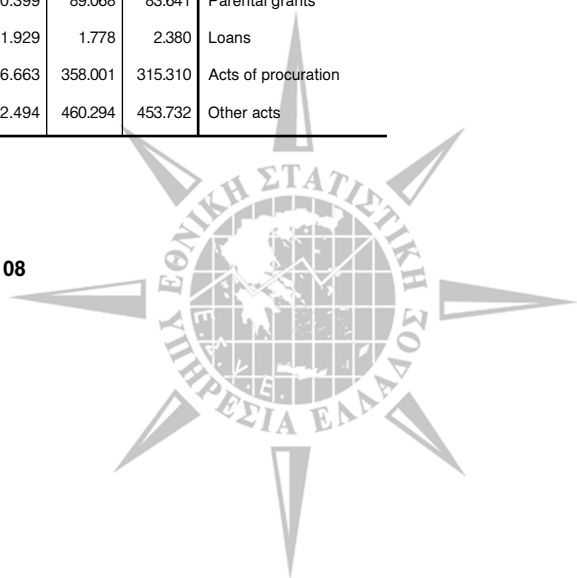 0.399 89.068 83.641 Parental grants
1.929 1.778 2.380 Loans
6.663 358.001 315.310 Acts of procuration
2.494 460.294 453.732 Other acts
08
ΕΘΝΙΚΗ ΣΤΑΤΙΣΤΙΚΗ
ΥΠΗΡΕΣΙΑ ΕΛΛΑΔΟΣ
Ε.Σ.Υ.Ε.